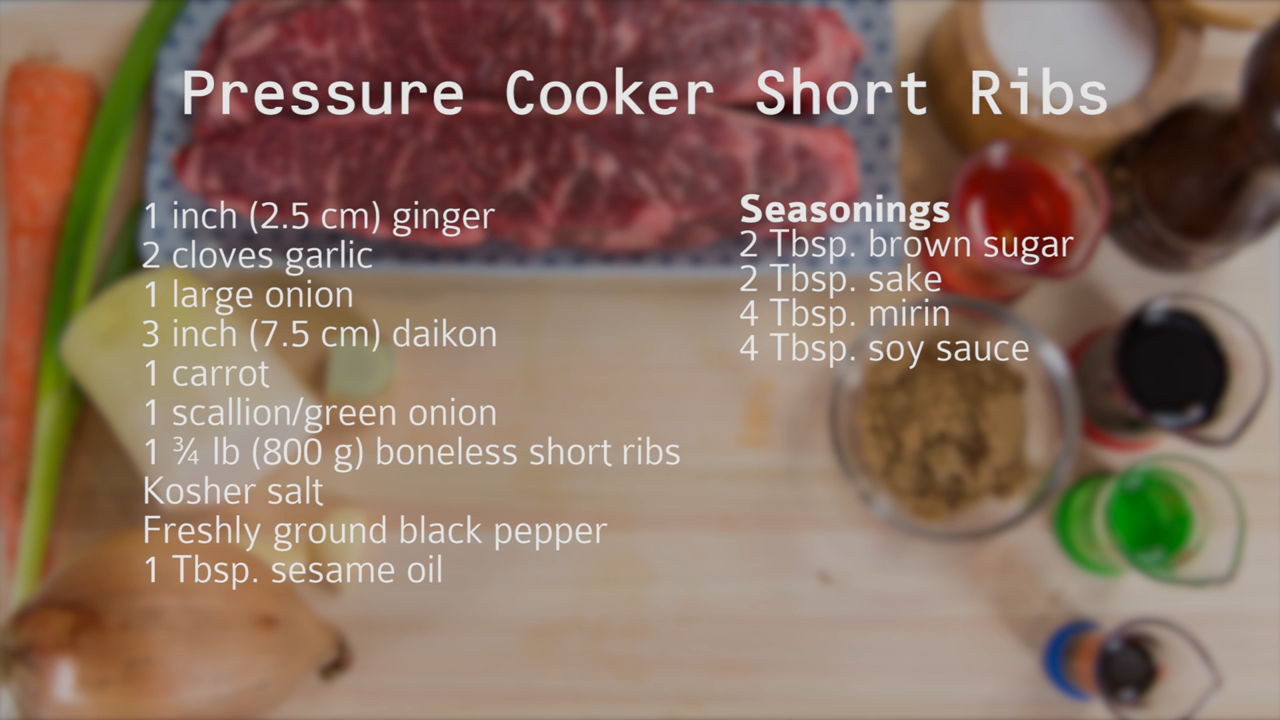 Pressure Cooker Short Ribs
1 inch (2.5 cm) ginger
2 cloves garlic
1 large onion
3 inch (7.5 cm) daikon
1 carrot
1 scallion/green onion
1 ¾ lb (800 g) boneless short ribs
Kosher salt
Freshly ground black pepper
1 Tbsp. sesame oil
Seasonings
2 Tbsp. brown sugar
2 Tbsp. sake
4 Tbsp. mirin
4 Tbsp. soy sauce